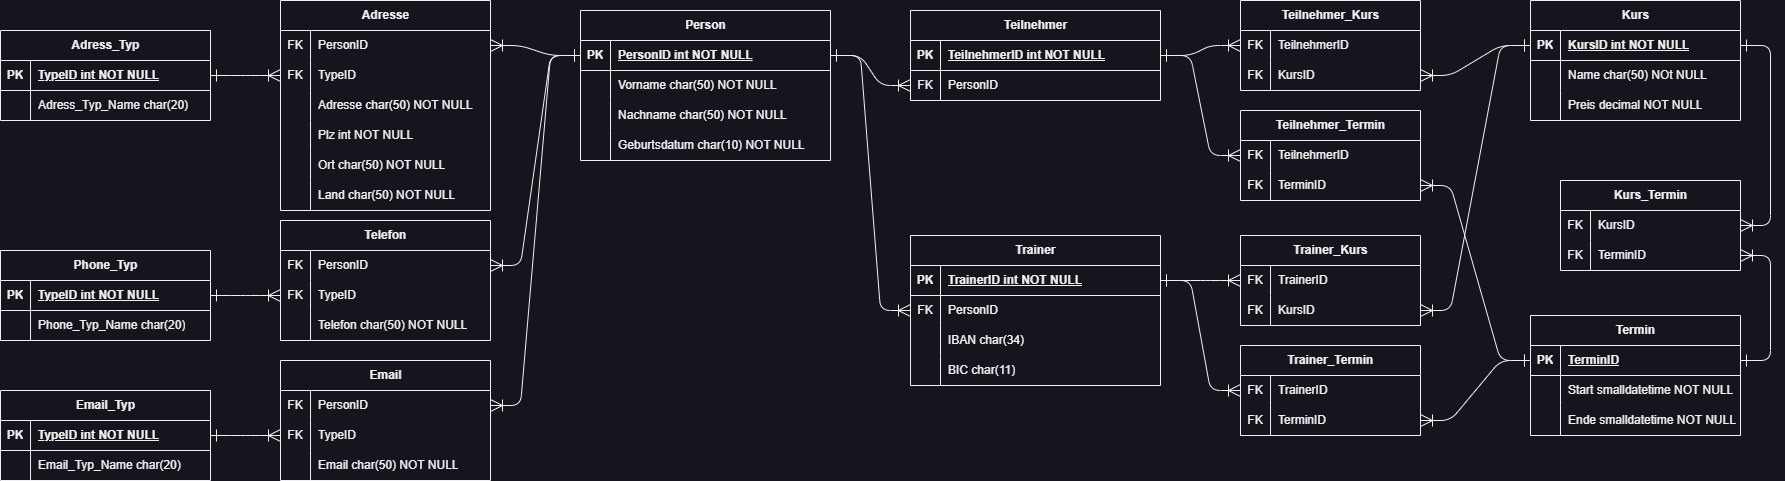 Adress_Typ
PK TypeID int NOT NULL
Adress_Typ_Name char(20)
Adresse
FK PersonID
FK TypeID
Adresse char(50) NOT NULL
Plz int NOT NULL
Ort char(50) NOT NULL
Land char(50) NOT NULL
Phone_Typ
PK TypeID int NOT NULL
Phone_Typ_Name char(20)
Telefon
FK PersonID
FK TypeID
Telefon char(50) NOT NULL
Email_Typ
PK TypeID int NOT NULL
Email_Typ_Name char(20)
Email
FK PersonID
FK TypeID
Email char(50) NOT NULL
Person
PK PersonID int NOT NULL
Vorname char(50) NOT NULL
Nachname char(50) NOT NULL
Geburtsdatum char(10) NOT NULL
Teilnehmer
PK TeilnehmerID int NOT NULL
FK PersonID
Trainer
PK TrainerID int NOT NULL
FK PersonID
IBAN char(34)
BIC char(11)
Teilnehmer_Kurs
FK TeilnehmerID
FK KursID
Teilnehmer_Termin
FK TeilnehmerID
FK TerminID
Trainer_Kurs
FK TrainerID
FK KursID
Trainer_Termin
FK TrainerID
FK TerminID
Kurs
PK KursID int NOT NULL
Name char(50) NOt NULL
Preis decimal NOT NULL
Kurs_Termin
FK KursID
FK TerminID
Termin
PK TerminID
Start smalldatetime NOT NULL
Ende smalldatetime NOT NULL